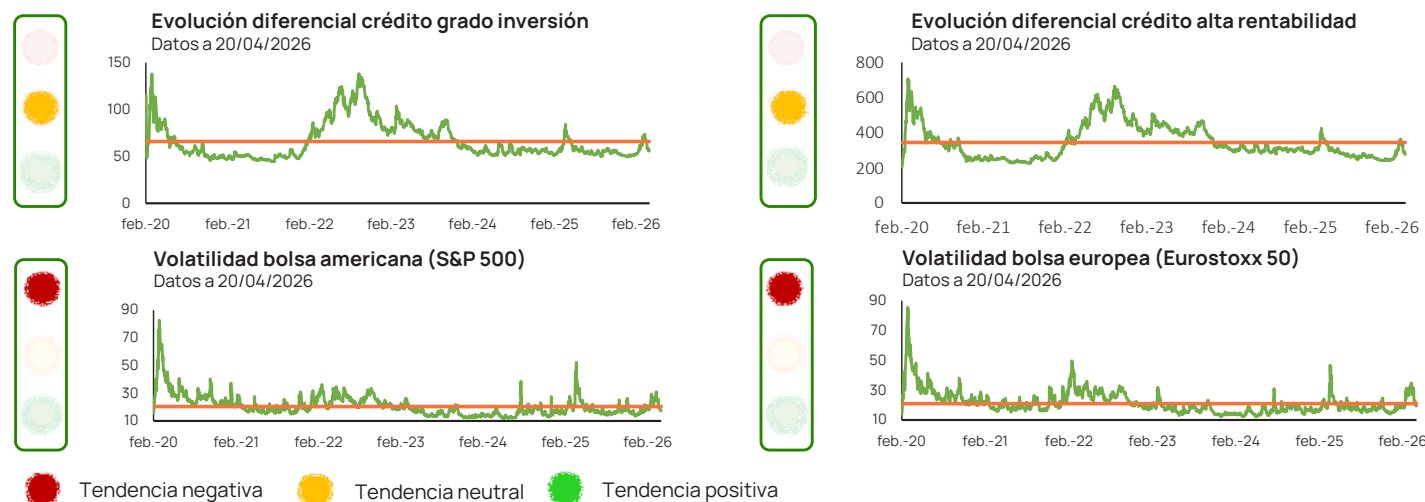 Evolución diferencial crédito grado inversión
Datos a 20/04/2026
150
100
50
0
feb.-20 feb.-21 feb.-22 feb.-23 feb.-24 feb.-25 feb.-26
Evolución diferencial crédito alta rentabilidad
Datos a 20/04/2026
800
600
400
200
0
feb.-20 feb.-21 feb.-22 feb.-23 feb.-24 feb.-25 feb.-26
Volatilidad bolsa americana (S&P 500)
Datos a 20/04/2026
90
70
50
30
10
feb.-20 feb.-21 feb.-22 feb.-23 feb.-24 feb.-25 feb.-26
Volatilidad bolsa europea (Eurostoxx 50)
Datos a 20/04/2026
90
70
50
30
10
feb.-20 feb.-21 feb.-22 feb.-23 feb.-24 feb.-25 feb.-26
Tendencia negativa Tendencia neutral Tendencia positiva